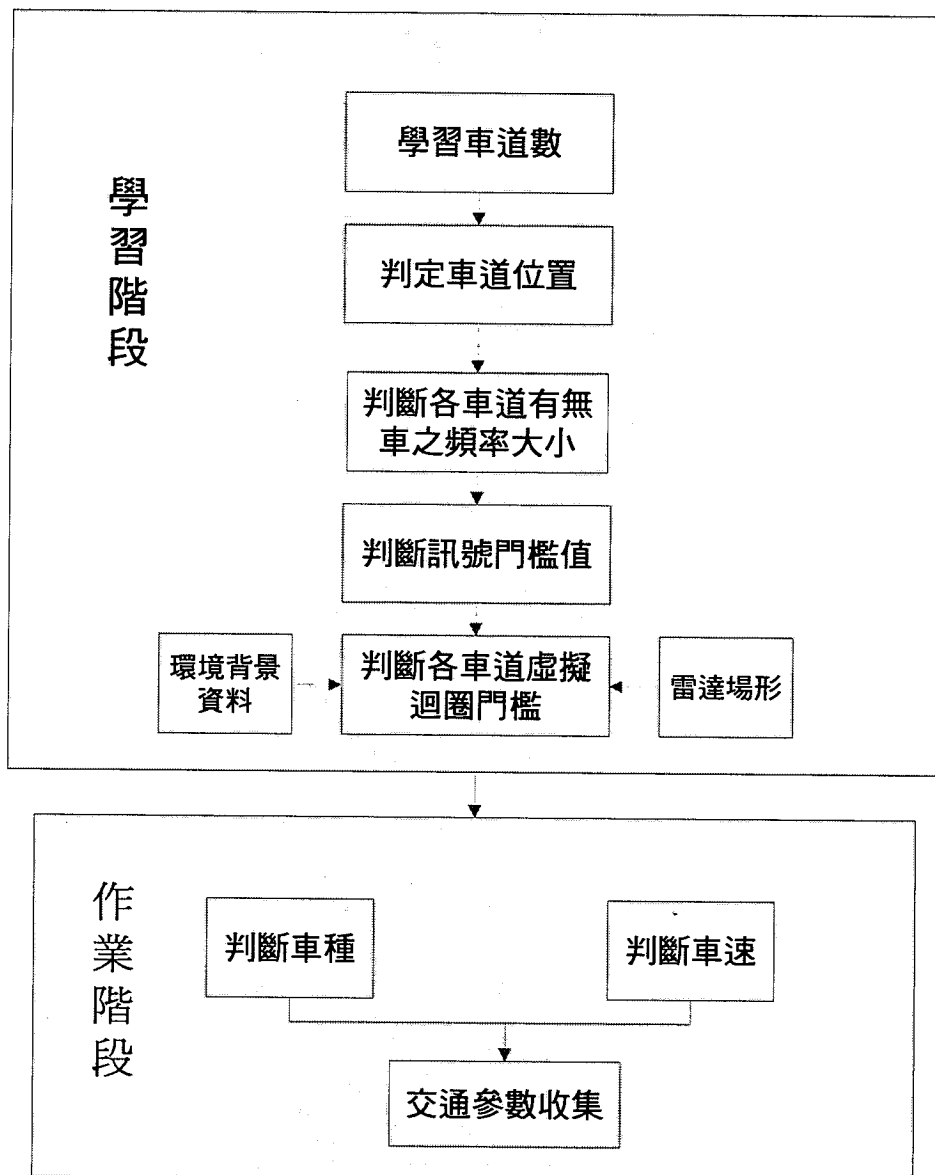 學習階段
學習車道數
判定車道位置
判斷各車道有無
車之頻率大小
判斷訊號門檻值
環境背景
資料
判斷各車道虛擬
迴圈門檻
雷達場形
作業階段
判斷車種
判斷車速
交通參數收集